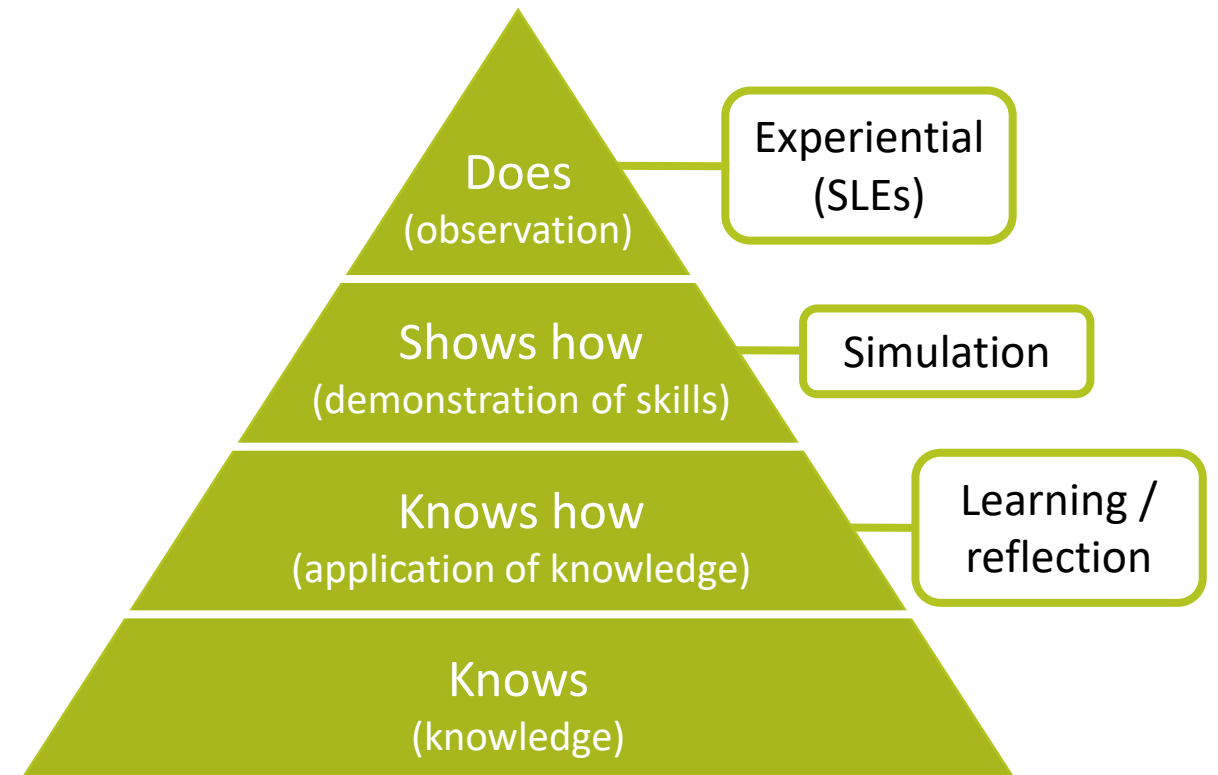 Does
(observation)
Experiential
(SLEs)
Shows how
(demonstration of skills)
Simulation
Knows how
(application of knowledge)
Learning /
reflection
Knows
(knowledge)